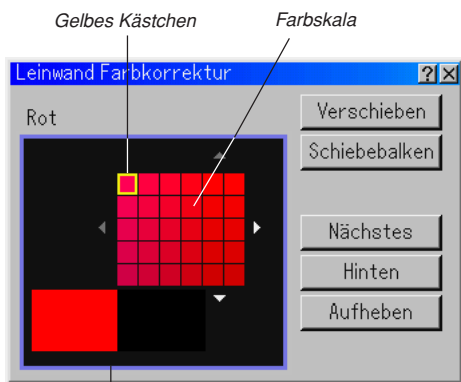 Gelbes Kästchen
Farbskala
Leinwand Farbkorrektur
?
×
Rot
Verschieben
Schiebebalken
Nächstes
Hinten
Aufheben